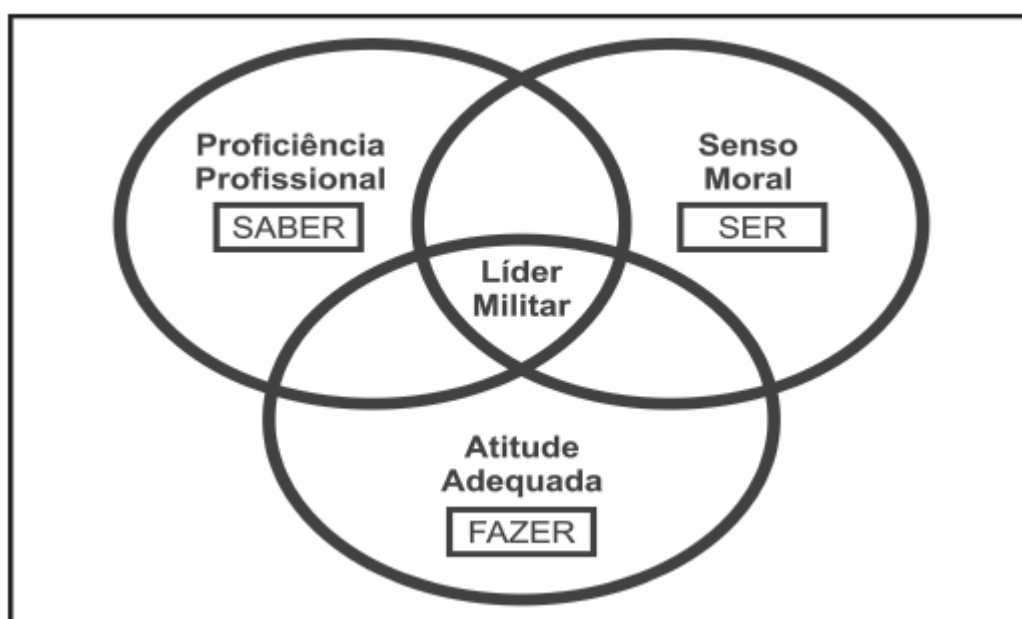 Proficiência
Profissional
SABER
Senso
Moral
SER
Líder
Militar
Atitude
Adequada
FAZER